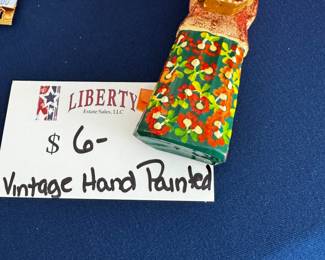 LIBERTY
Estate Sales, LLC
$ 6-
Vintage Hand Painted